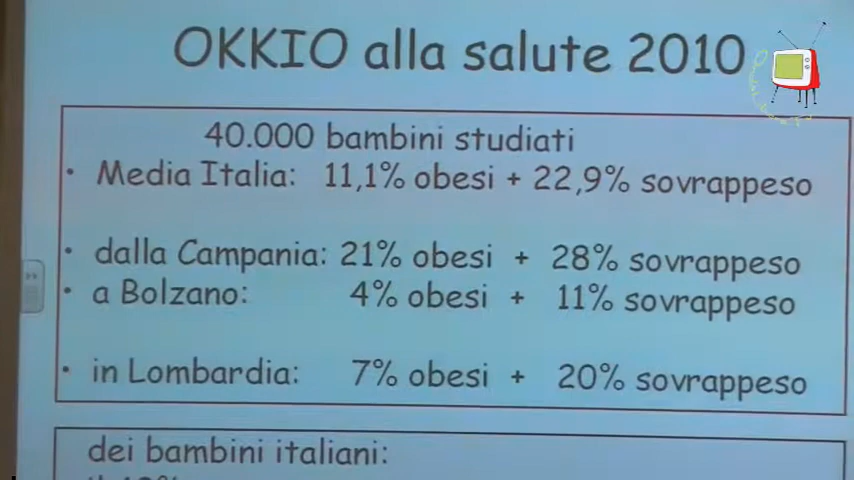 OKKIO alla salute 2010
40.000 bambini studiati
• Media Italia: 11,1% obesi + 22,9% sovrappeso
• dalla Campania: 21% obesi + 28% sovrappeso
• a Bolzano: 4% obesi + 11% sovrappeso
• in Lombardia: 7% obesi + 20% sovrappeso
dei bambini italiani: